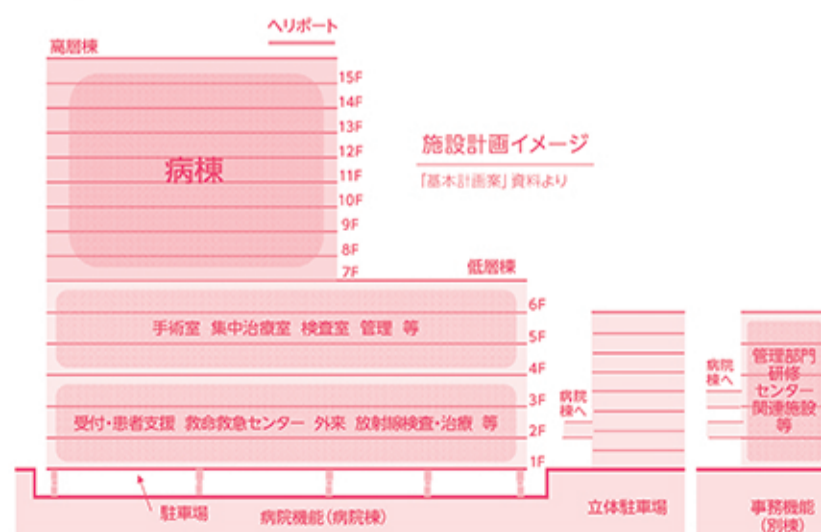 ヘリポート
高層棟
15F
14F
13F
12F
11F
10F
9F
8F
7F
病棟
施設計画イメージ
「基本計画案」資料より
低層棟
6F
5F
4F
3F
2F
1F
手術室 集中治療室 検査室 管理 等
受付・患者支援 救命救急センター 外来 放射線検査・治療 等
病院
棟へ
病院
棟へ
管理部門
研修
センター
関連施設
等
駐車場
病院機能(病院棟)
立体駐車場
事務機能
(別棟)